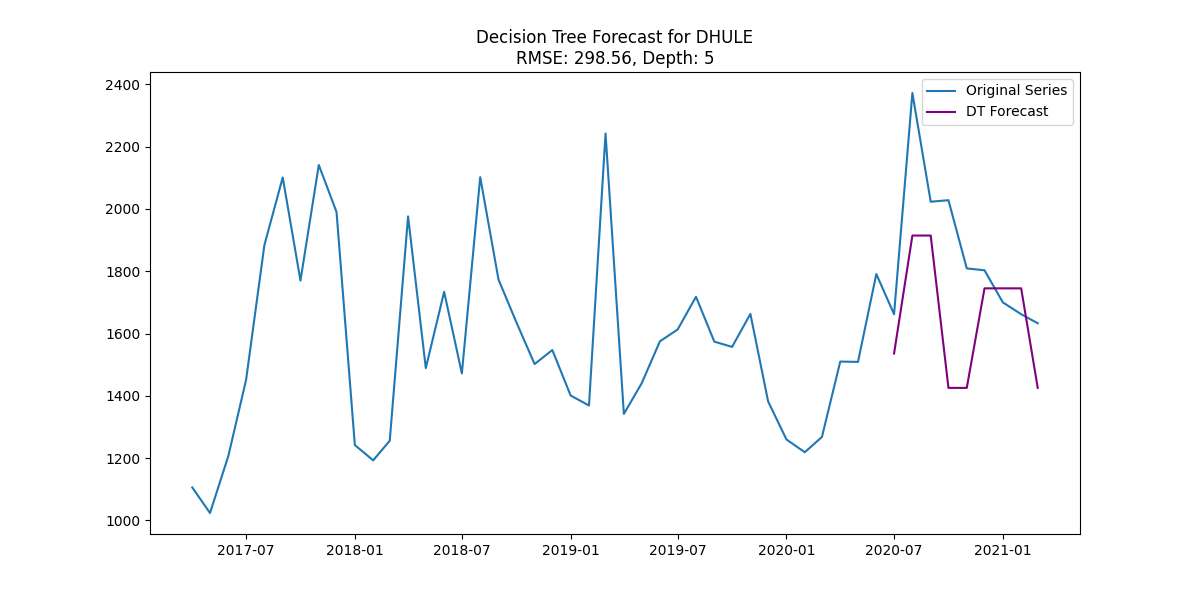 Decision Tree Forecast for DHULE
RMSE: 298.56, Depth: 5
Original Series
DT Forecast
2400
2200
2000
1800
1600
1400
1200
1000
2017-07 2018-01 2018-07 2019-01 2019-07 2020-01 2020-07 2021-01